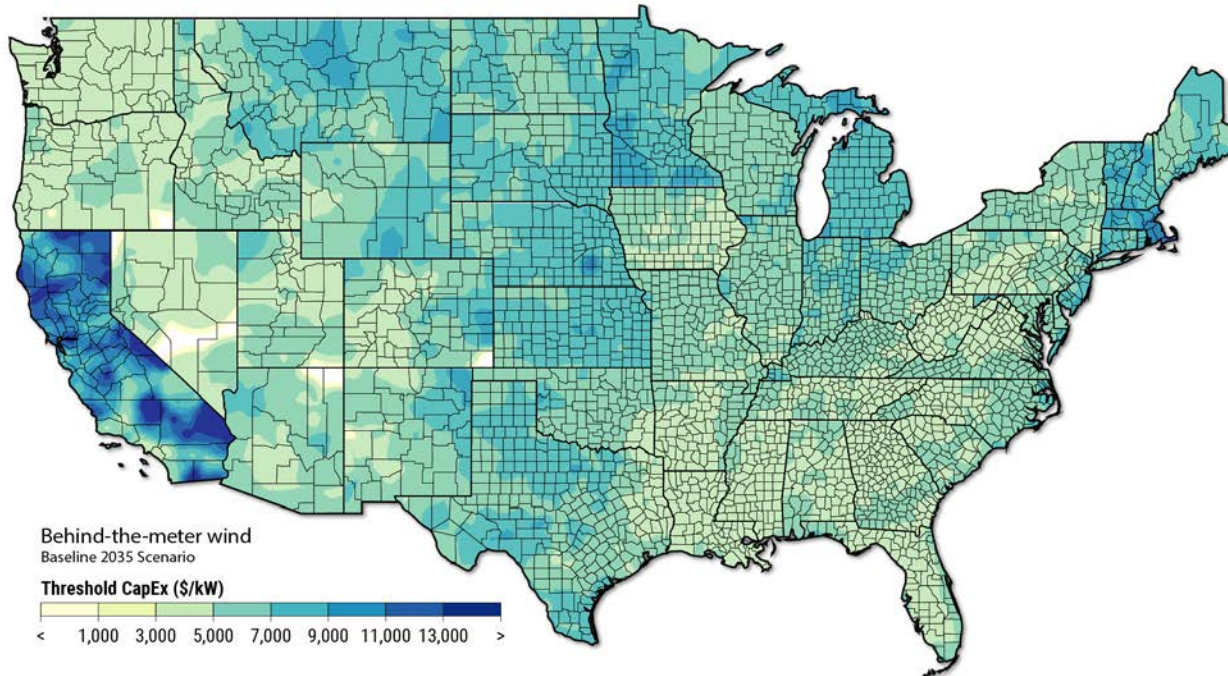 Behind-the-meter wind
Baseline 2035 Scenario
Threshold CapEx ($/kW)
< 1,000 3,000 5,000 7,000 9,000 11,000 13,000 >